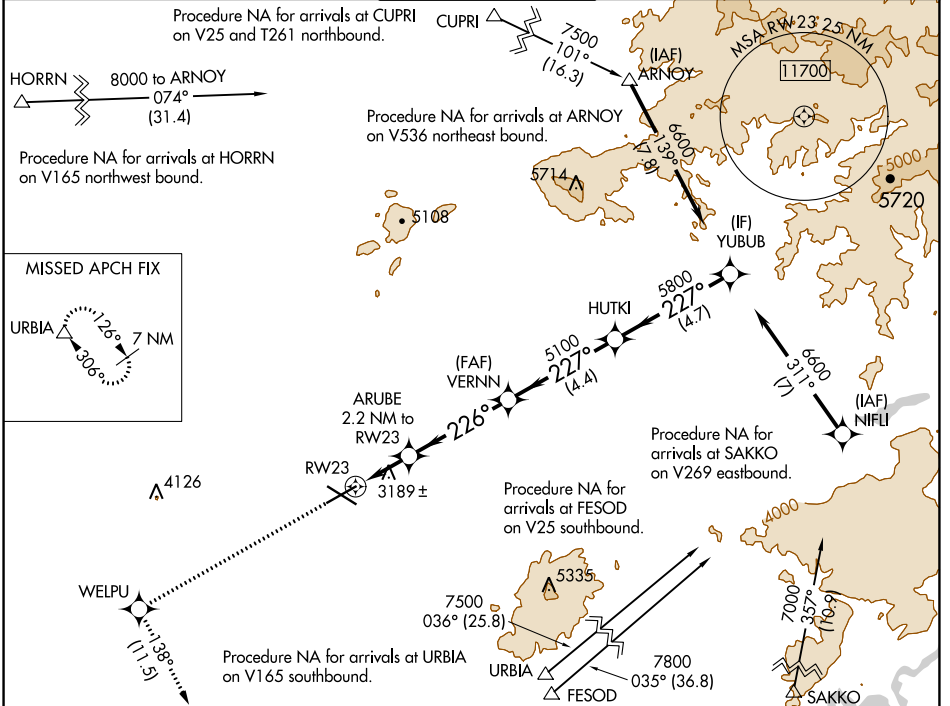 Procedure NA for arrivals at CUPRI
on V25 and T261 northbound.
CUPRI
7500
101°
(16.3)
(IAF)
ARNOY
MSA RW 23 25 NM
11700
HORRN
8000 to ARNOY
074°
(31.4)
Procedure NA for arrivals at ARNOY
on V536 northeast bound.
6600
139°
(7.8)
Procedure NA for arrivals at HORRN
on V165 northwest bound.
5714
5000
5720
5108
(IF)
YUBUB
MISSED APCH FIX
URBIA
126°
7 NM
306°
5800
227°
(4.7)
HUTKI
5100
227°
(4.4)
(FAF)
VERNN
6600
311°
(7)
226°
ARUBE
2.2 NM to
RW23
(IAF)
NIFLI
Procedure NA for
arrivals at SAKKO
on V269 eastbound.
RW23
3189 ±
4126
Procedure NA for
arrivals at FESOD
on V25 southbound.
4000
5335
WELPU
7500
036° (25.8)
7000
357°
(10.9)
138°
(11.5)
Procedure NA for arrivals at URBIA
on V165 southbound.
URBIA
7800
035° (36.8)
FESOD
SAKKO